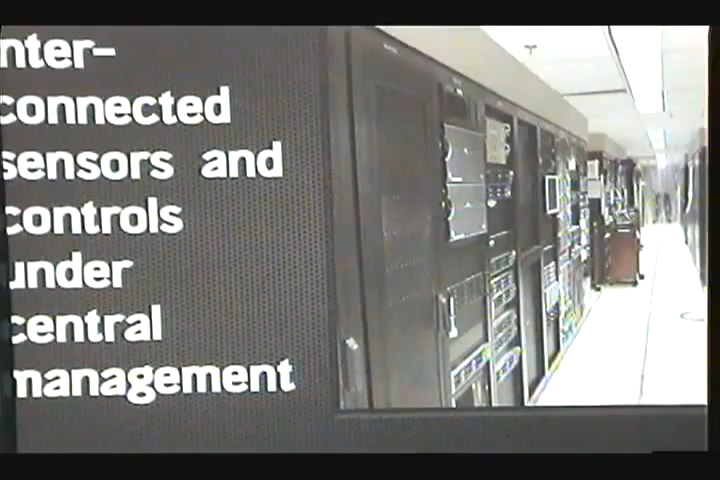 nter-
connected
sensors and
controls
under
central
management